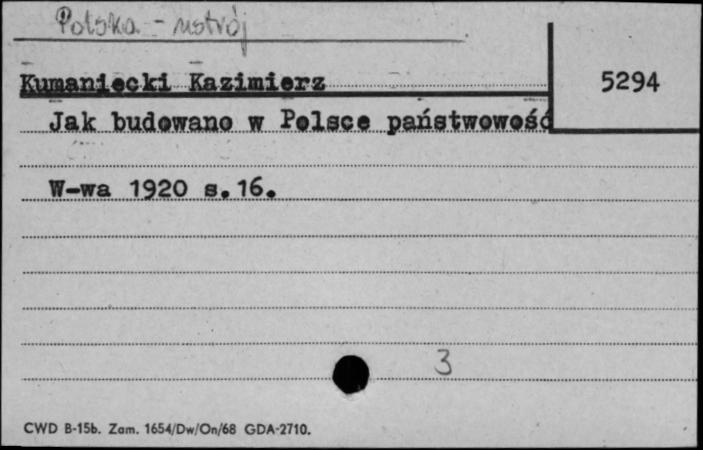 Polska - ustrój
Kumaniecki Kazimierz
5294
Jak budowano w Polsce państwowość
W-wa 1920 s.16.
3
CWD B-15b. Zam. 1654/Dw/On/68 GDA-2710.